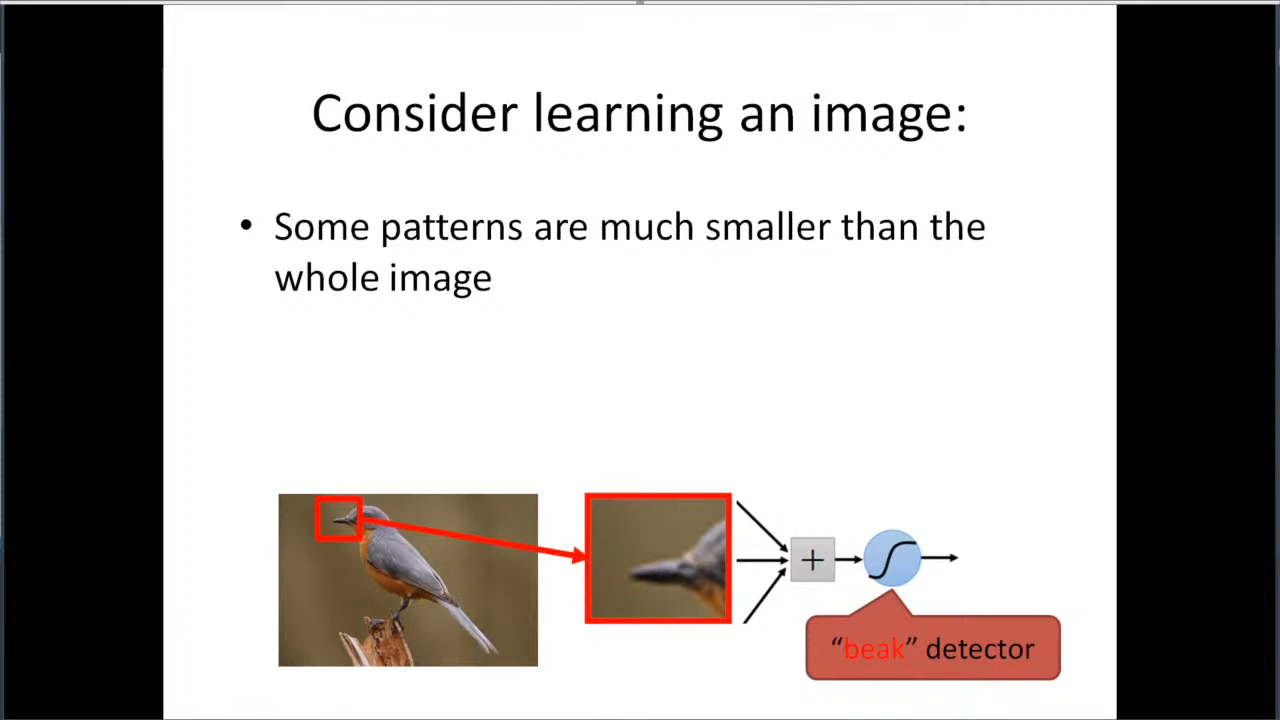 Consider learning an image:
• Some patterns are much smaller than the
whole image
+
“beak” detector